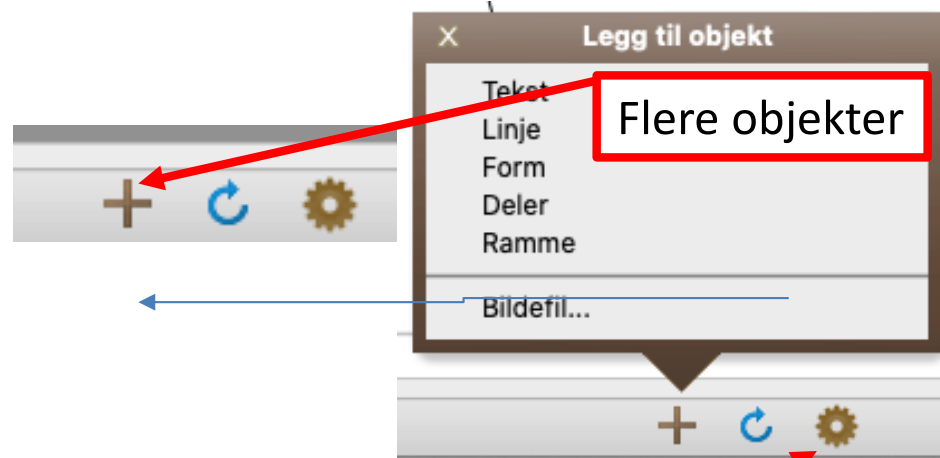 X Legg til objekt
Tekst
Flere objekter
Linje
Form
Deler
Ramme
Bildefil...